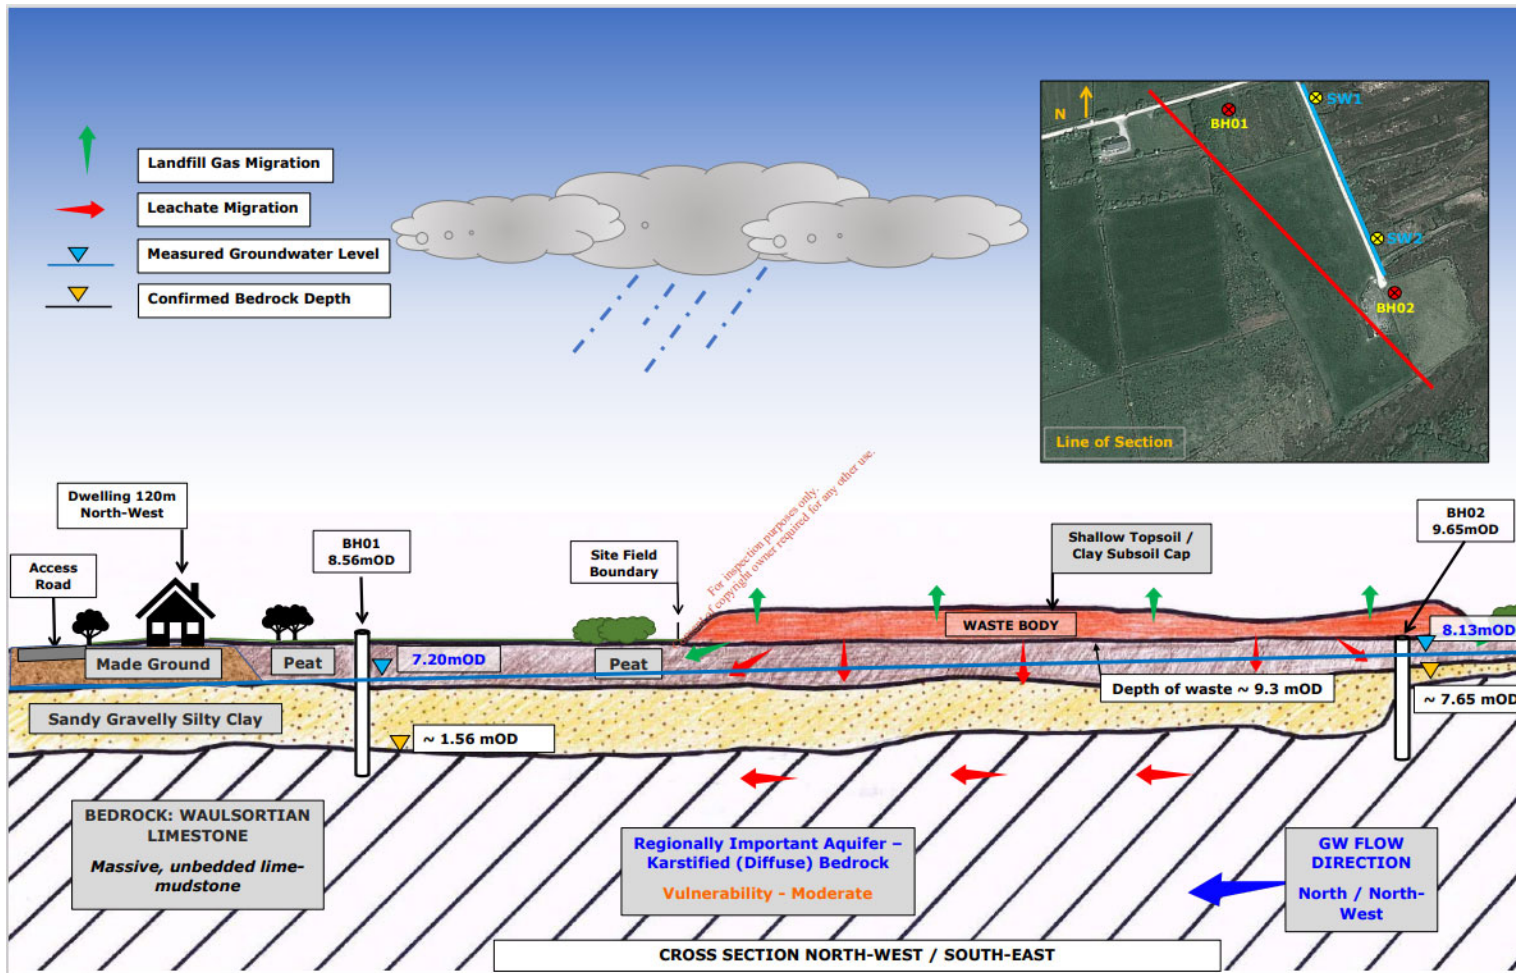 Landfill Gas Migration
Leachate Migration
Measured Groundwater Level
Confirmed Bedrock Depth
N
SW1
BH01
SW2
BH02
Line of Section
Dwelling 120m
North-West
Access
Road
BH01
8.56mOD
Site Field
Boundary
For inspection purposes only.
of copyright owner required for any other use.
Shallow Topsoil /
Clay Subsoil Cap
BH02
9.65mOD
WASTE BODY
8.13mOD
Made Ground
Peat
7.20mOD
Peat
Depth of waste ~ 9.3 mOD
~ 7.65 mOD
Sandy Gravelly Silty Clay
~ 1.56 mOD
BEDROCK: WAULSORTIAN
LIMESTONE
Massive, unbedded lime-
mudstone
Regionally Important Aquifer –
Karstified (Diffuse) Bedrock
Vulnerability - Moderate
GW FLOW
DIRECTION
North / North-
West
CROSS SECTION NORTH-WEST / SOUTH-EAST